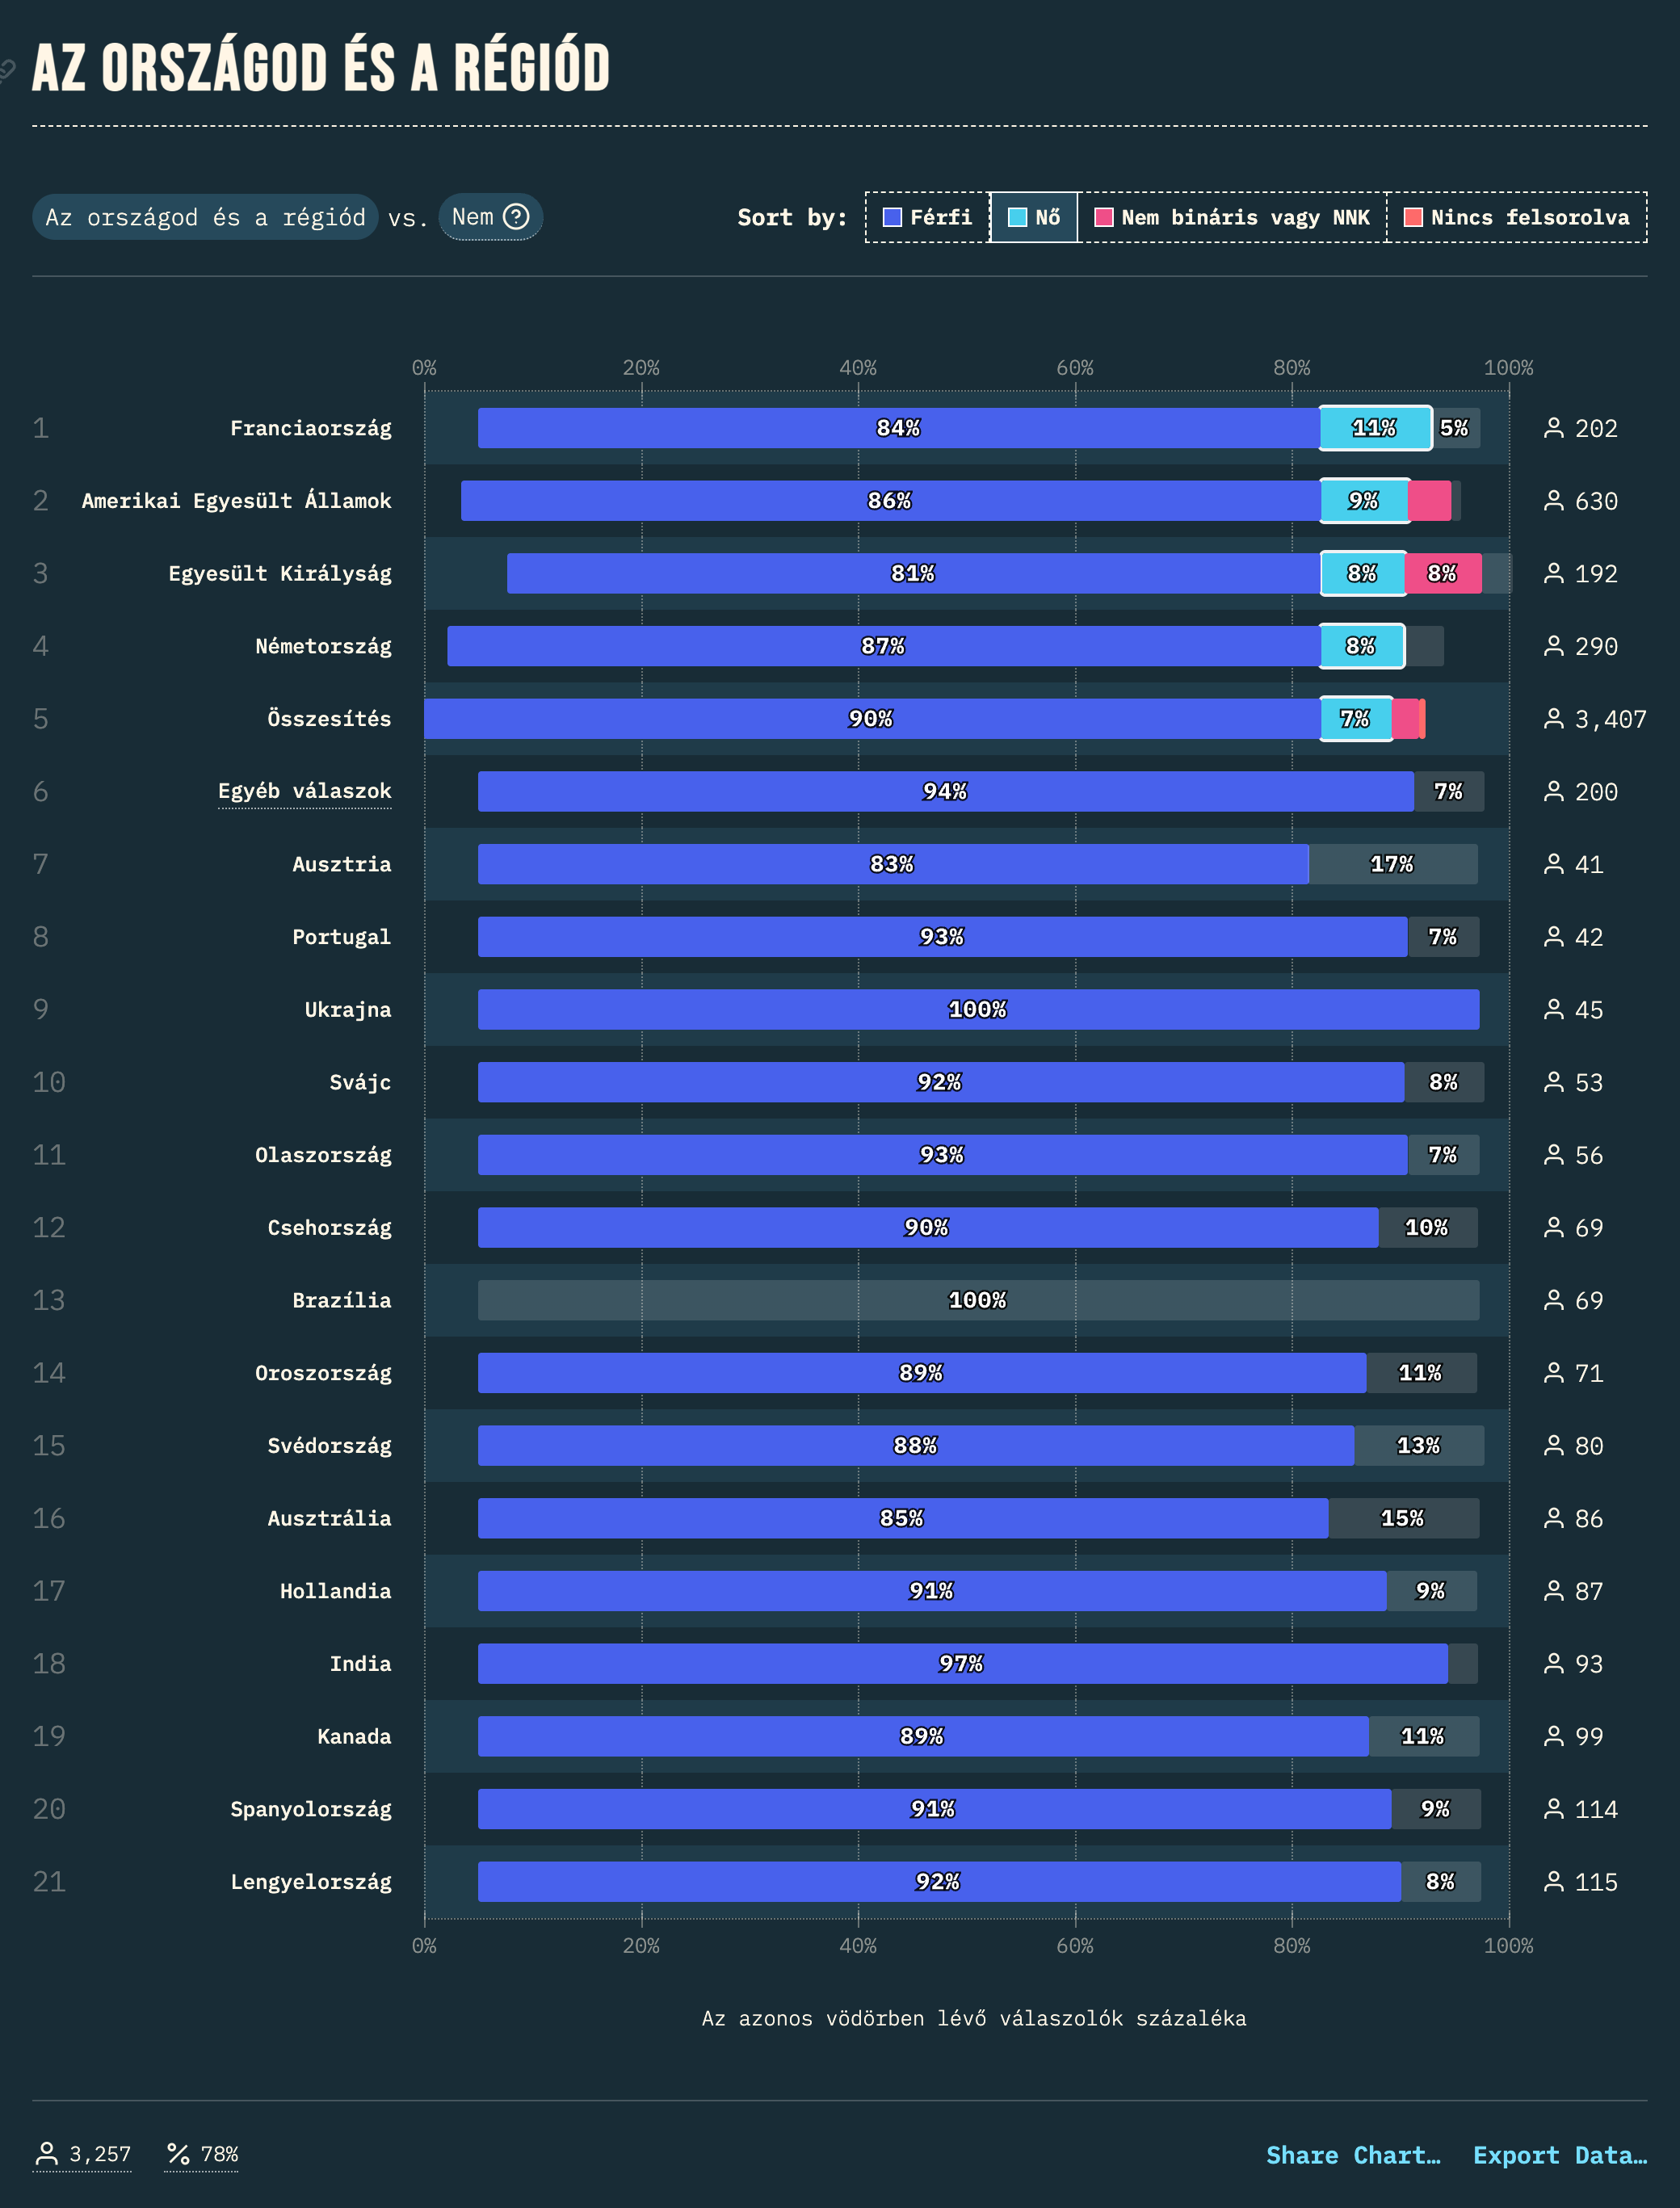 AZ ORSZÁGOD ÉS A RÉGIÓD
Az országod és a régiód vs. Nem ?
Sort by: Férfi Nő Nem bináris vagy NNK Nincs felsorolva
0% 20% 40% 60% 80% 100%
1 Franciaország 84% 11% 5% 202
2 Amerikai Egyesült Államok 86% 9% 630
3 Egyesült Királyság 81% 8% 8% 192
4 Németország 87% 8% 290
5 Összesítés 90% 7% 3,407
6 Egyéb válaszok 94% 7% 200
7 Ausztria 83% 17% 41
8 Portugal 93% 7% 42
9 Ukrajna 100% 45
10 Svájc 92% 8% 53
11 Olaszország 93% 7% 56
12 Csehország 90% 10% 69
13 Brazília 100% 69
14 Oroszország 89% 11% 71
15 Svédország 88% 13% 80
16 Ausztrália 85% 15% 86
17 Hollandia 91% 9% 87
18 India 97% 93
19 Kanada 89% 11% 99
20 Spanyolország 91% 9% 114
21 Lengyelország 92% 8% 115
0% 20% 40% 60% 80% 100%
Az azonos vödörben lévő válaszolók százaléka
3,257 % 78% Share Chart… Export Data…